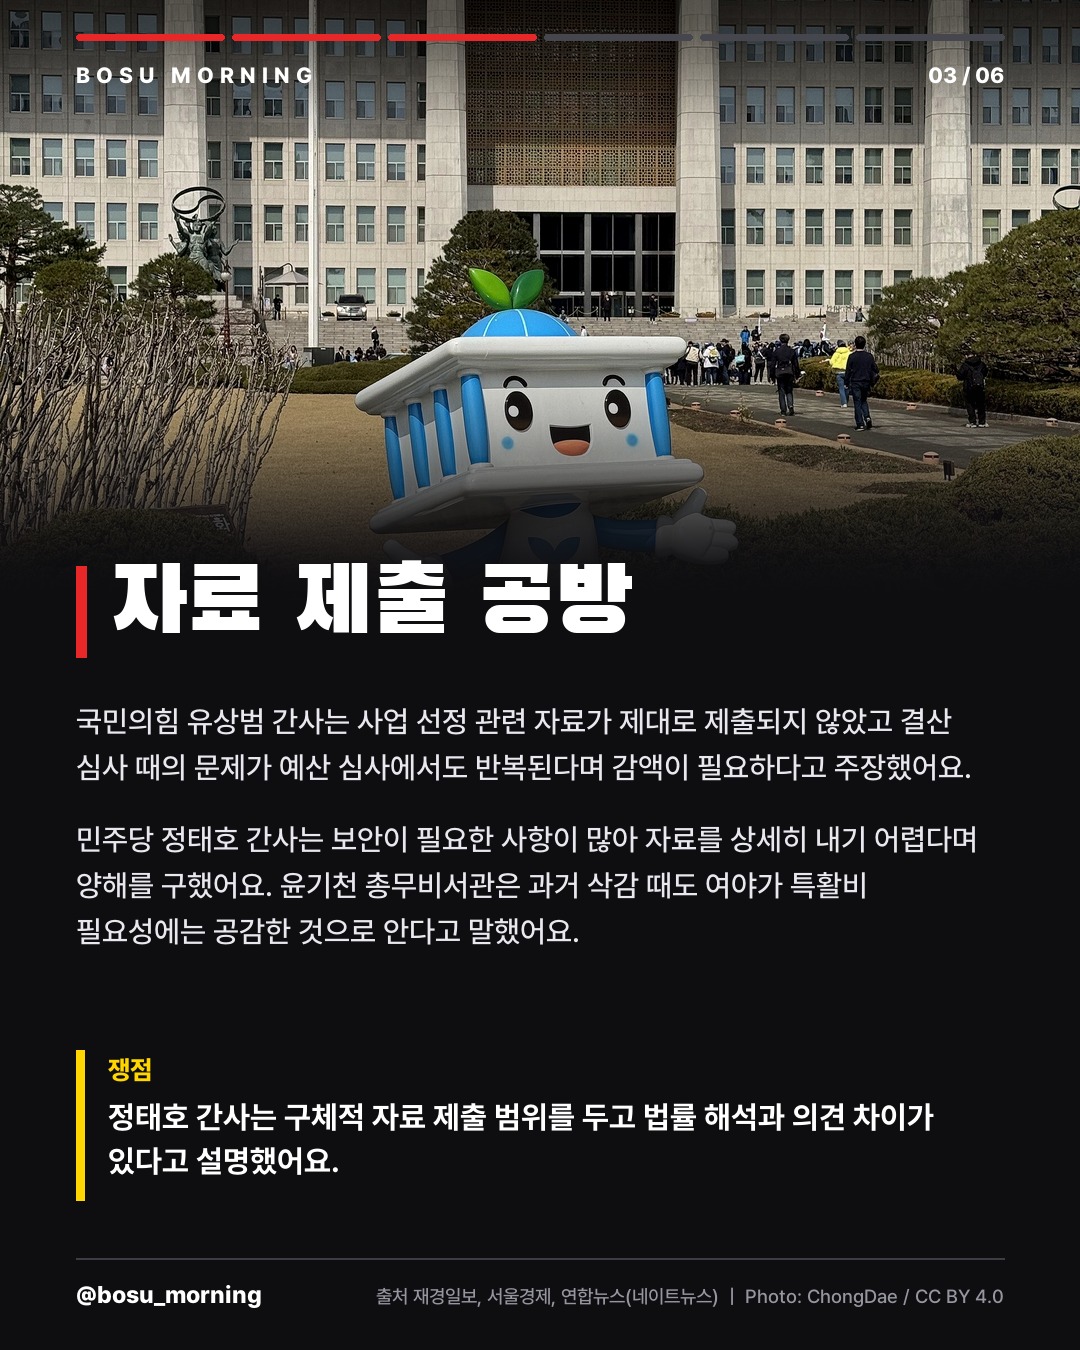 BOSU MORNING
03 / 06
화
자료 제출 공방
국민의힘 유상범 간사는 사업 선정 관련 자료가 제대로 제출되지 않았고 결산
심사 때의 문제가 예산 심사에서도 반복된다며 감액이 필요하다고 주장했어요.
민주당 정태호 간사는 보안이 필요한 사항이 많아 자료를 상세히 내기 어렵다며
양해를 구했어요. 윤기천 총무비서관은 과거 삭감 때도 여야가 특활비
필요성에는 공감한 것으로 안다고 말했어요.
쟁점
정태호 간사는 구체적 자료 제출 범위를 두고 법률 해석과 의견 차이가
있다고 설명했어요.
@bosu_morning
출처 재경일보, 서울경제, 연합뉴스(네이트뉴스) | Photo: ChongDae / CC BY 4.0